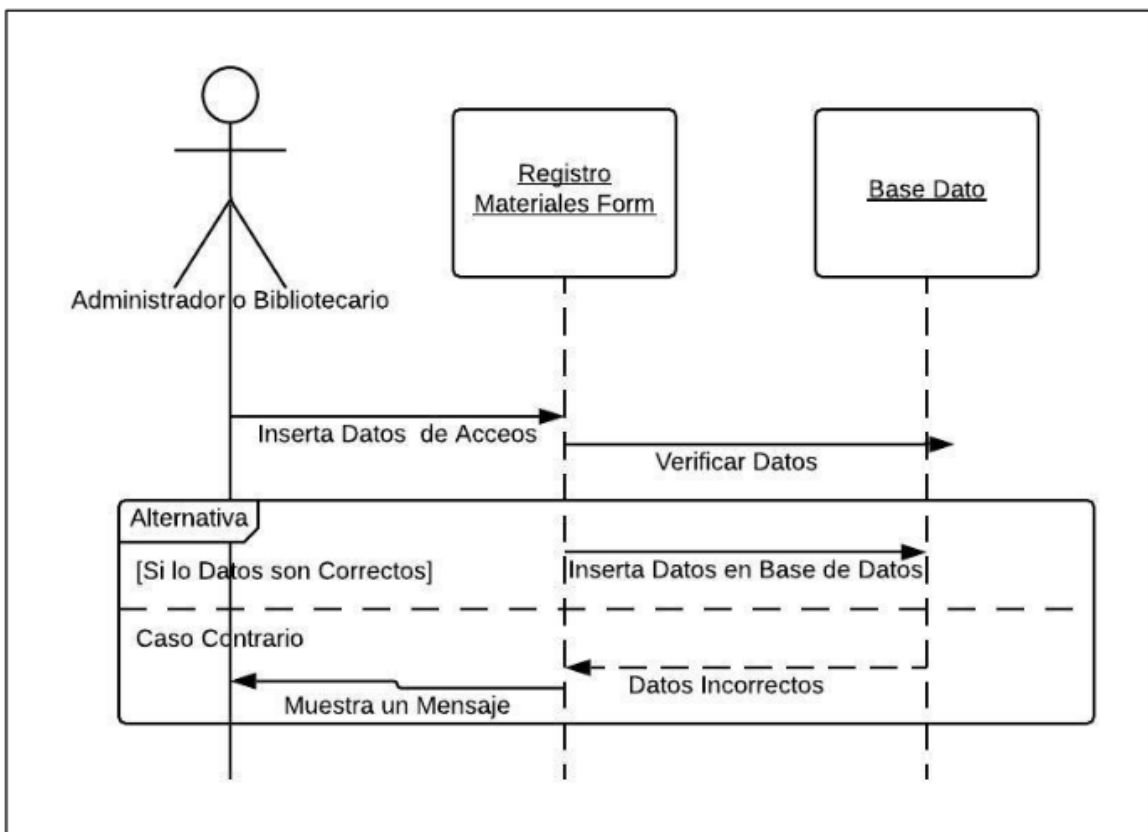 Registro
Materiales Form
Base Dato
Administrador o Bibliotecario
Inserta Datos de Acceos
Verificar Datos
Alternativa
[Si lo Datos son Correctos]
Inserta Datos en Base de Datos
Caso Contrario
Datos Incorrectos
Muestra un Mensaje